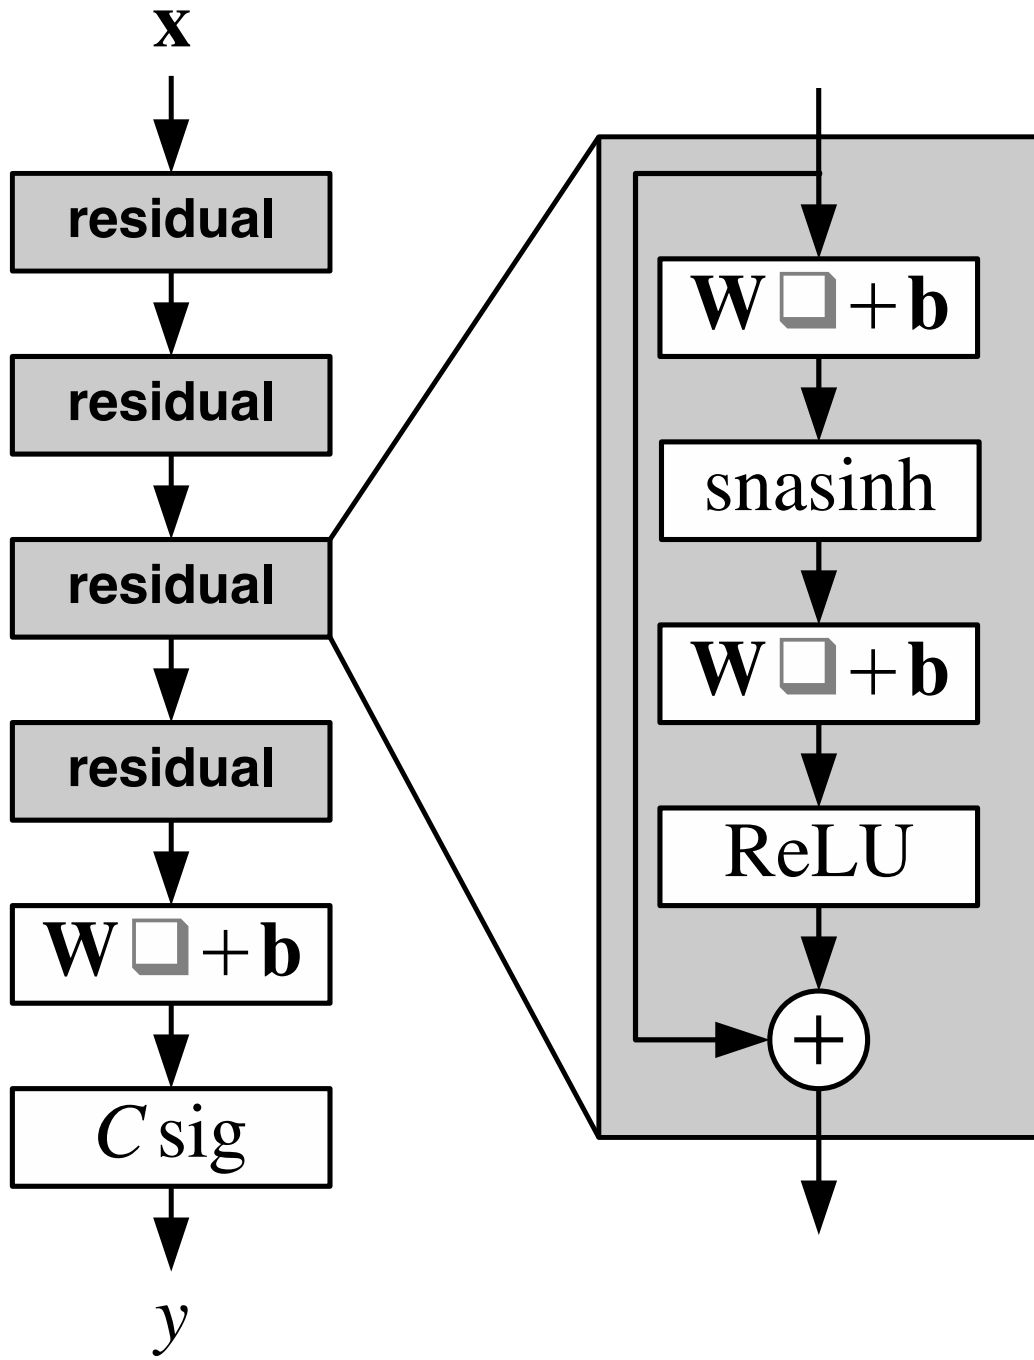 x
residual
residual
residual
residual
W □ + b
C sig
y
W □ + b
snasinh
W □ + b
ReLU
+